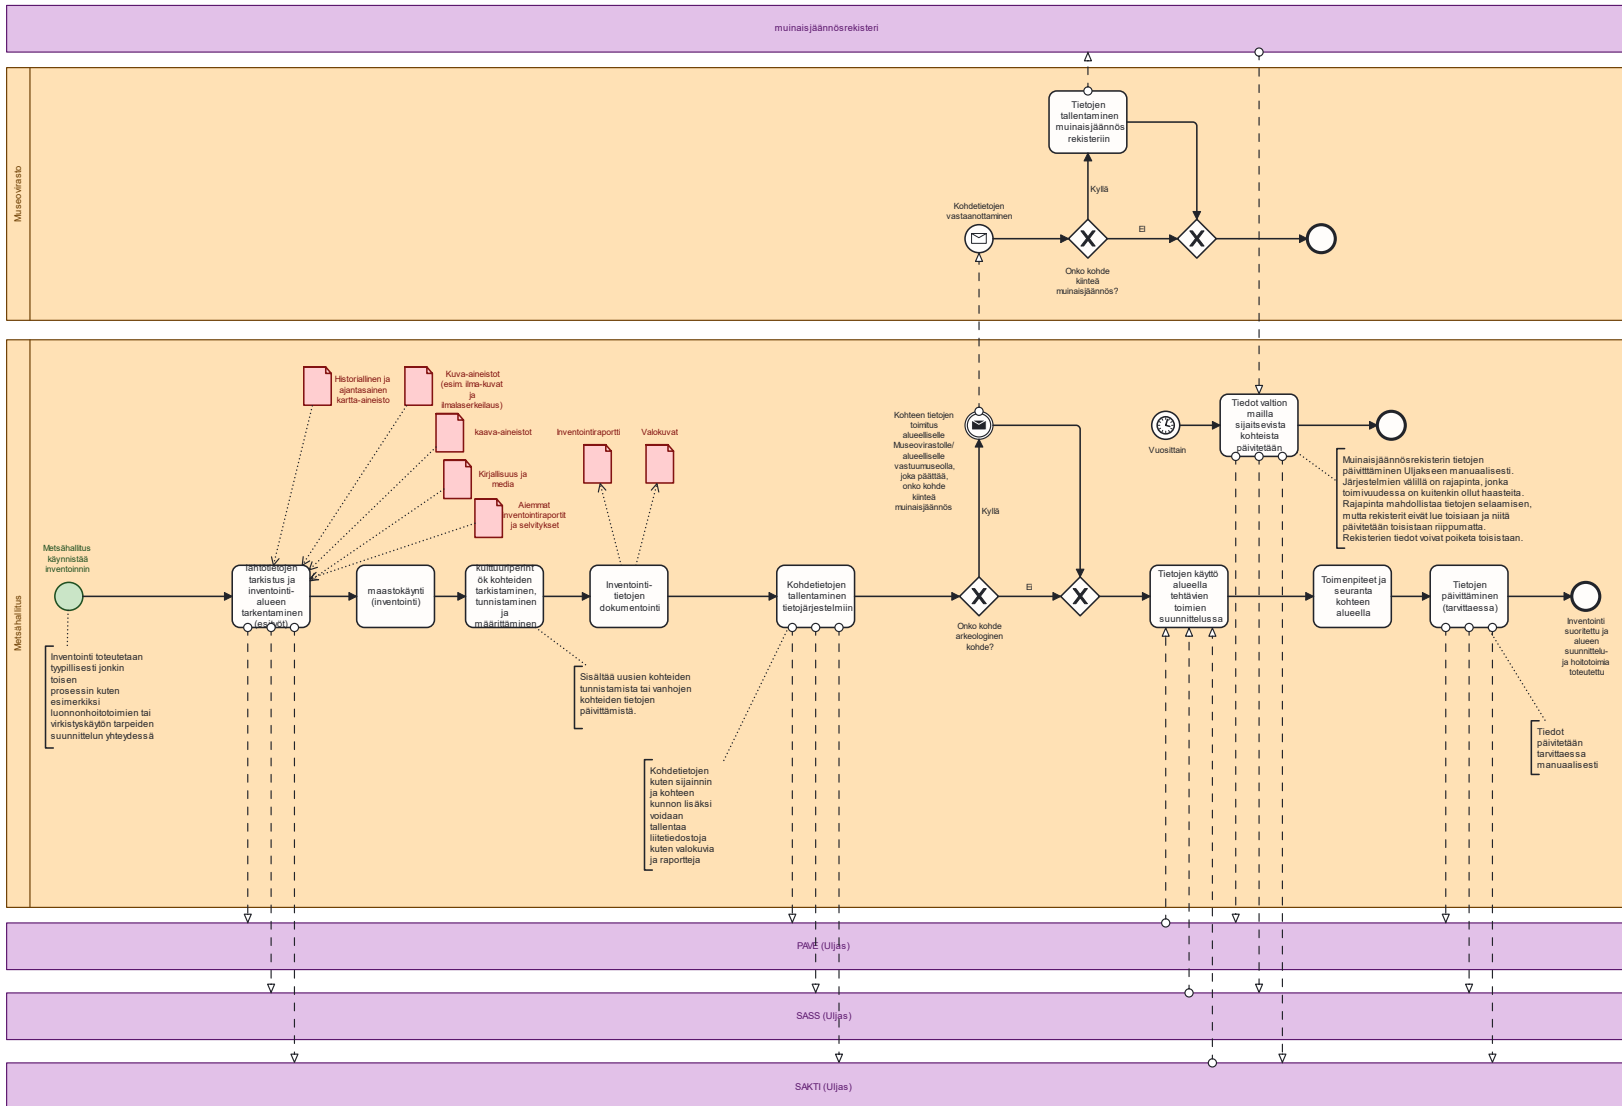 muinaisjäännösrekisteri
Museovirasto
Tietojen
tallentaminen
muinaisjäännös
rekisteriin
Kyllä
Kohdetietojen
vastaanottaminen
EI
Onko kohde
kiinteä
muinaisjäännös?
Metsähallitus
Historiallinen ja
ajantasainen
kartta-aineisto
Kuva-aineistot
(esim. ilma-kuvat
ja
ilmalaserkeilaus)
kaava-aineistot
Kirjallisuus ja
media
Aiemmat
inventointiraportit
ja selvitykset
Inventointiraportti
Valokuvat
Kohteen tietojen
toimitus
alueelliselle
Museovirastolle/
alueelliselle
vastuumuseolla,
joka päättää,
onko kohde
kiinteä
muinaisjäännös
Kyllä
Vuosittain
Tiedot valtion
mailla
sijaitsevista
kohteista
päivitetään
Muinaisjäännösrekisterin tietojen
päivitttäminen Uljakseen manuaalisesti.
Järjestelmien välillä on rajapinta, jonka
toimivuudessa on kuitenkin ollut haasteita.
Rajapinta mahdollistaa tietojen selaamisen,
mutta rekisterit eivät lue toisiaan ja niitä
päivitetään toisistaan riippumatta.
Rekisterien tiedot voivat poiketa toisistaan.
Metsähallitus
käynnistää
inventoinnin
lähtötietojen
tarkistus ja
inventointi-
alueen
tarkentaminen
(esityöt)
maastokäynti
(inventointi)
kulttuuriperint
ök kohteiden
tarkistaminen,
tunnistaminen
ja
määrittäminen
Inventointi-
tietojen
dokumentointi
Kohdetietojen
tallentaminen
tietojärjestelmiin
Onko kohde
arkeologinen
kohde?
EI
Tietojen käyttö
alueella
tehtävien
toimien
suunnittelussa
Toimenpiteet ja
seuranta
kohteen
alueella
Tietojen
päivittäminen
(tarvittaessa)
Inventointi
suoritettu ja
alueen
suunnittelu-
ja hoitotoimia
toteutettu
Inventointi toteutetaan
tyypillisesti jonkin
toisen
prosessin kuten
esimerkiksi
luonnonhoitotoimien tai
virkistyskäytön tarpeiden
suunnittelun yhteydessä
Sisältää uusien kohteiden
tunnistamista tai vanhojen
kohteiden tietojen
päivittämistä.
Kohdetietojen
kuten sijainnin
ja kohteen
kunnon lisäksi
voidaan
tallentaa
liitetiedostoja
kuten valokuvia
ja raportteja
Tiedot
päivitetään
tarvittaessa
manuaalisesti
PAVE (Uljas)
SASS (Uljas)
SAKTI (Uljas)